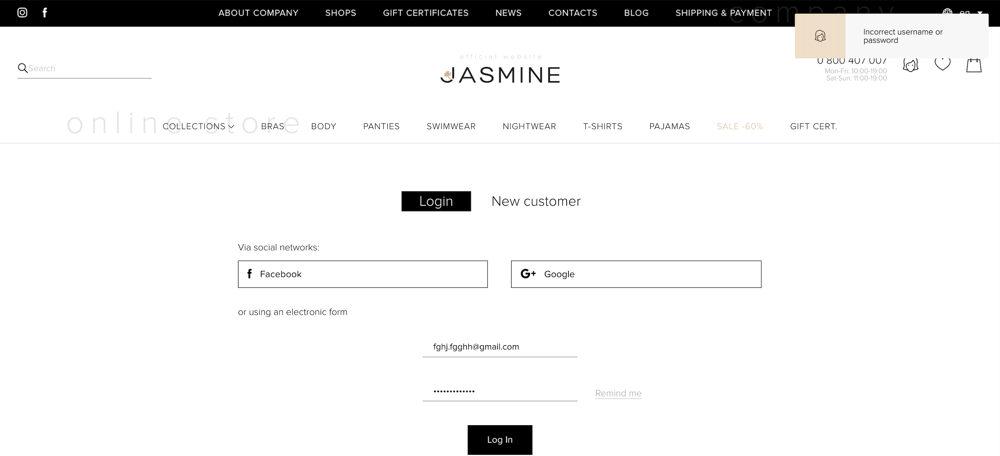 ABOUT COMPANY SHOPS GIFT CERTIFICATES NEWS CONTACTS BLOG SHIPPING & PAYMENT
company
en
Incorrect username or
password
Search
official website
JASMINE
0 800 407 007
Mon-Fri: 10:00-19:00
Sat-Sun: 11:00-19:00
online store
COLLECTIONS BRAS BODY PANTIES SWIMWEAR NIGHTWEAR T-SHIRTS PAJAMAS SALE -60% GIFT CERT.
Login New customer
Via social networks:
f Facebook G+ Google
or using an electronic form
fghj.fgghh@gmail.com
•••••••••••••
Remind me
Log In